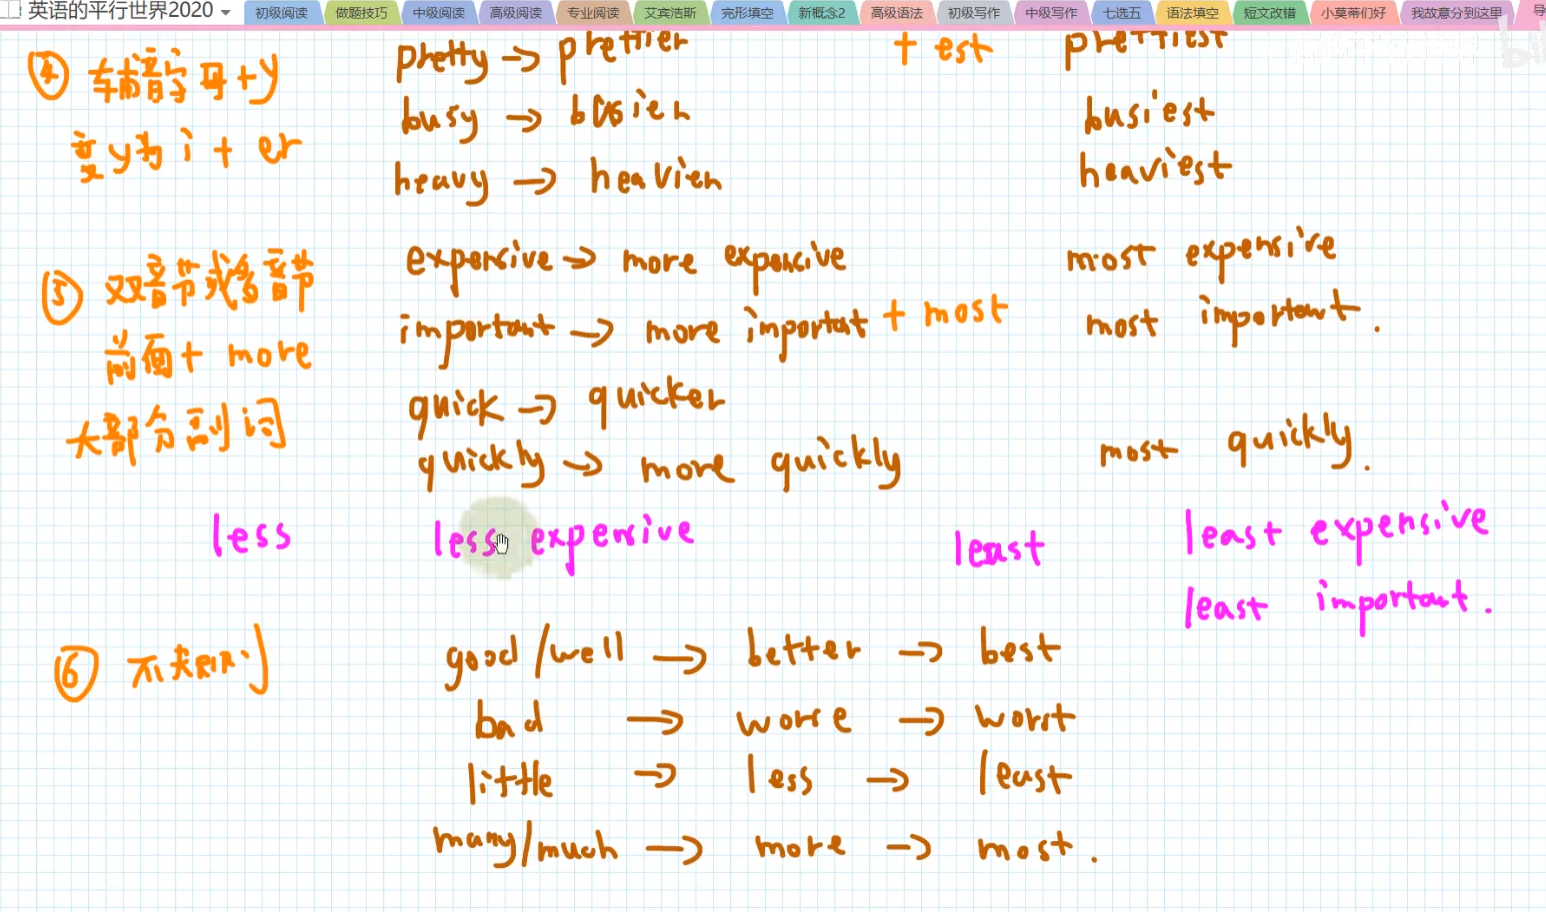 英语的平行世界2020 初级阅读 做题技巧 中级阅读 高级阅读 专业阅读 艾宾浩斯 完形填空 新概念2 高级语法 初级写作 中级写作 七选五 语法填空 短文改错 小莫蒂们好 我故意分到这里 导
pretty → prettier + est prettiest
④ 辅音字母+y
busy → busier busiest
变y为i + er
heavy → heavier heaviest
⑤ 双音节或多音节
expensive → more expensive most expensive
important → more important + most most important.
前面+ more
quick → quicker
大部分副词
quickly → more quickly most quickly.
less less expensive least least expensive
least important.
⑥ 不规则
good/well → better → best
bad → worse → worst
little → less → least
many/much → more → most.